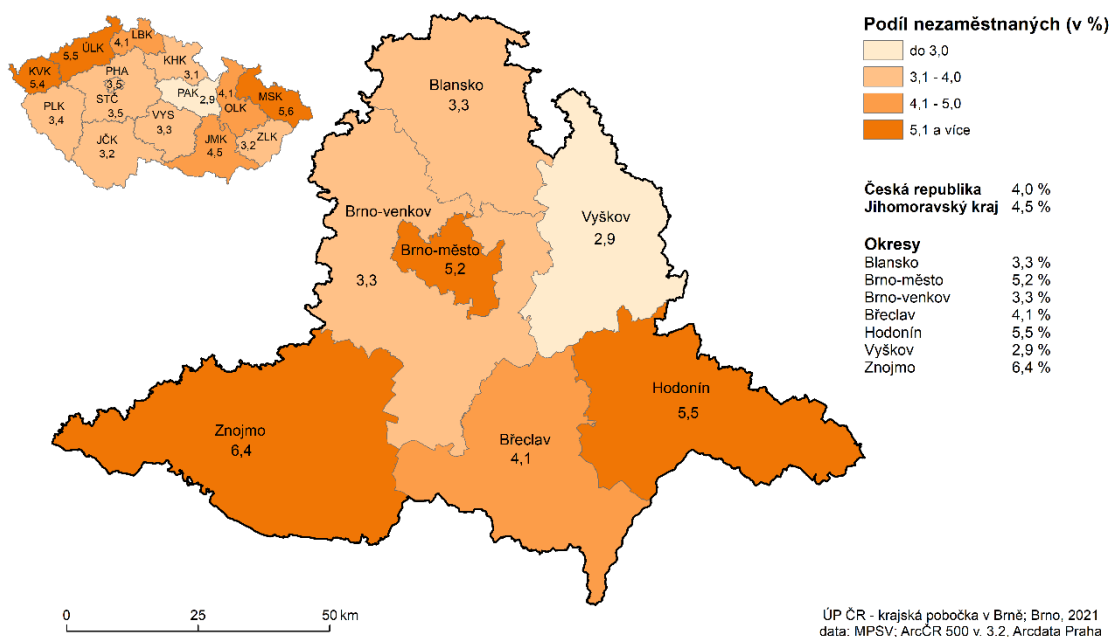 Podíl nezaměstnaných (v %)
do 3,0
3,1 - 4,0
4,1 - 5,0
5,1 a více
Česká republika 4,0 %
Jihomoravský kraj 4,5 %
Okresy
Blansko 3,3 %
Brno-město 5,2 %
Brno-venkov 3,3 %
Břeclav 4,1 %
Hodonín 5,5 %
Vyškov 2,9 %
Znojmo 6,4 %
LBK
4,1
ÚLK
5,5
KVK
5,4
KHK
3,1
PHA
3,5
STČ
3,5
PAK
2,9
4,1
OLK
MSK
5,6
PLK
3,4
VYS
3,3
JČK
3,2
JMK
4,5
ZLK
3,2
Blansko
3,3
Vyškov
2,9
Brno-venkov
3,3
Brno-město
5,2
Hodonín
5,5
Znojmo
6,4
Břeclav
4,1
0 25 50 km
ÚP ČR - krajská pobočka v Brně; Brno, 2021
data: MPSV; ArcČR 500 v. 3.2, Arcdata Praha